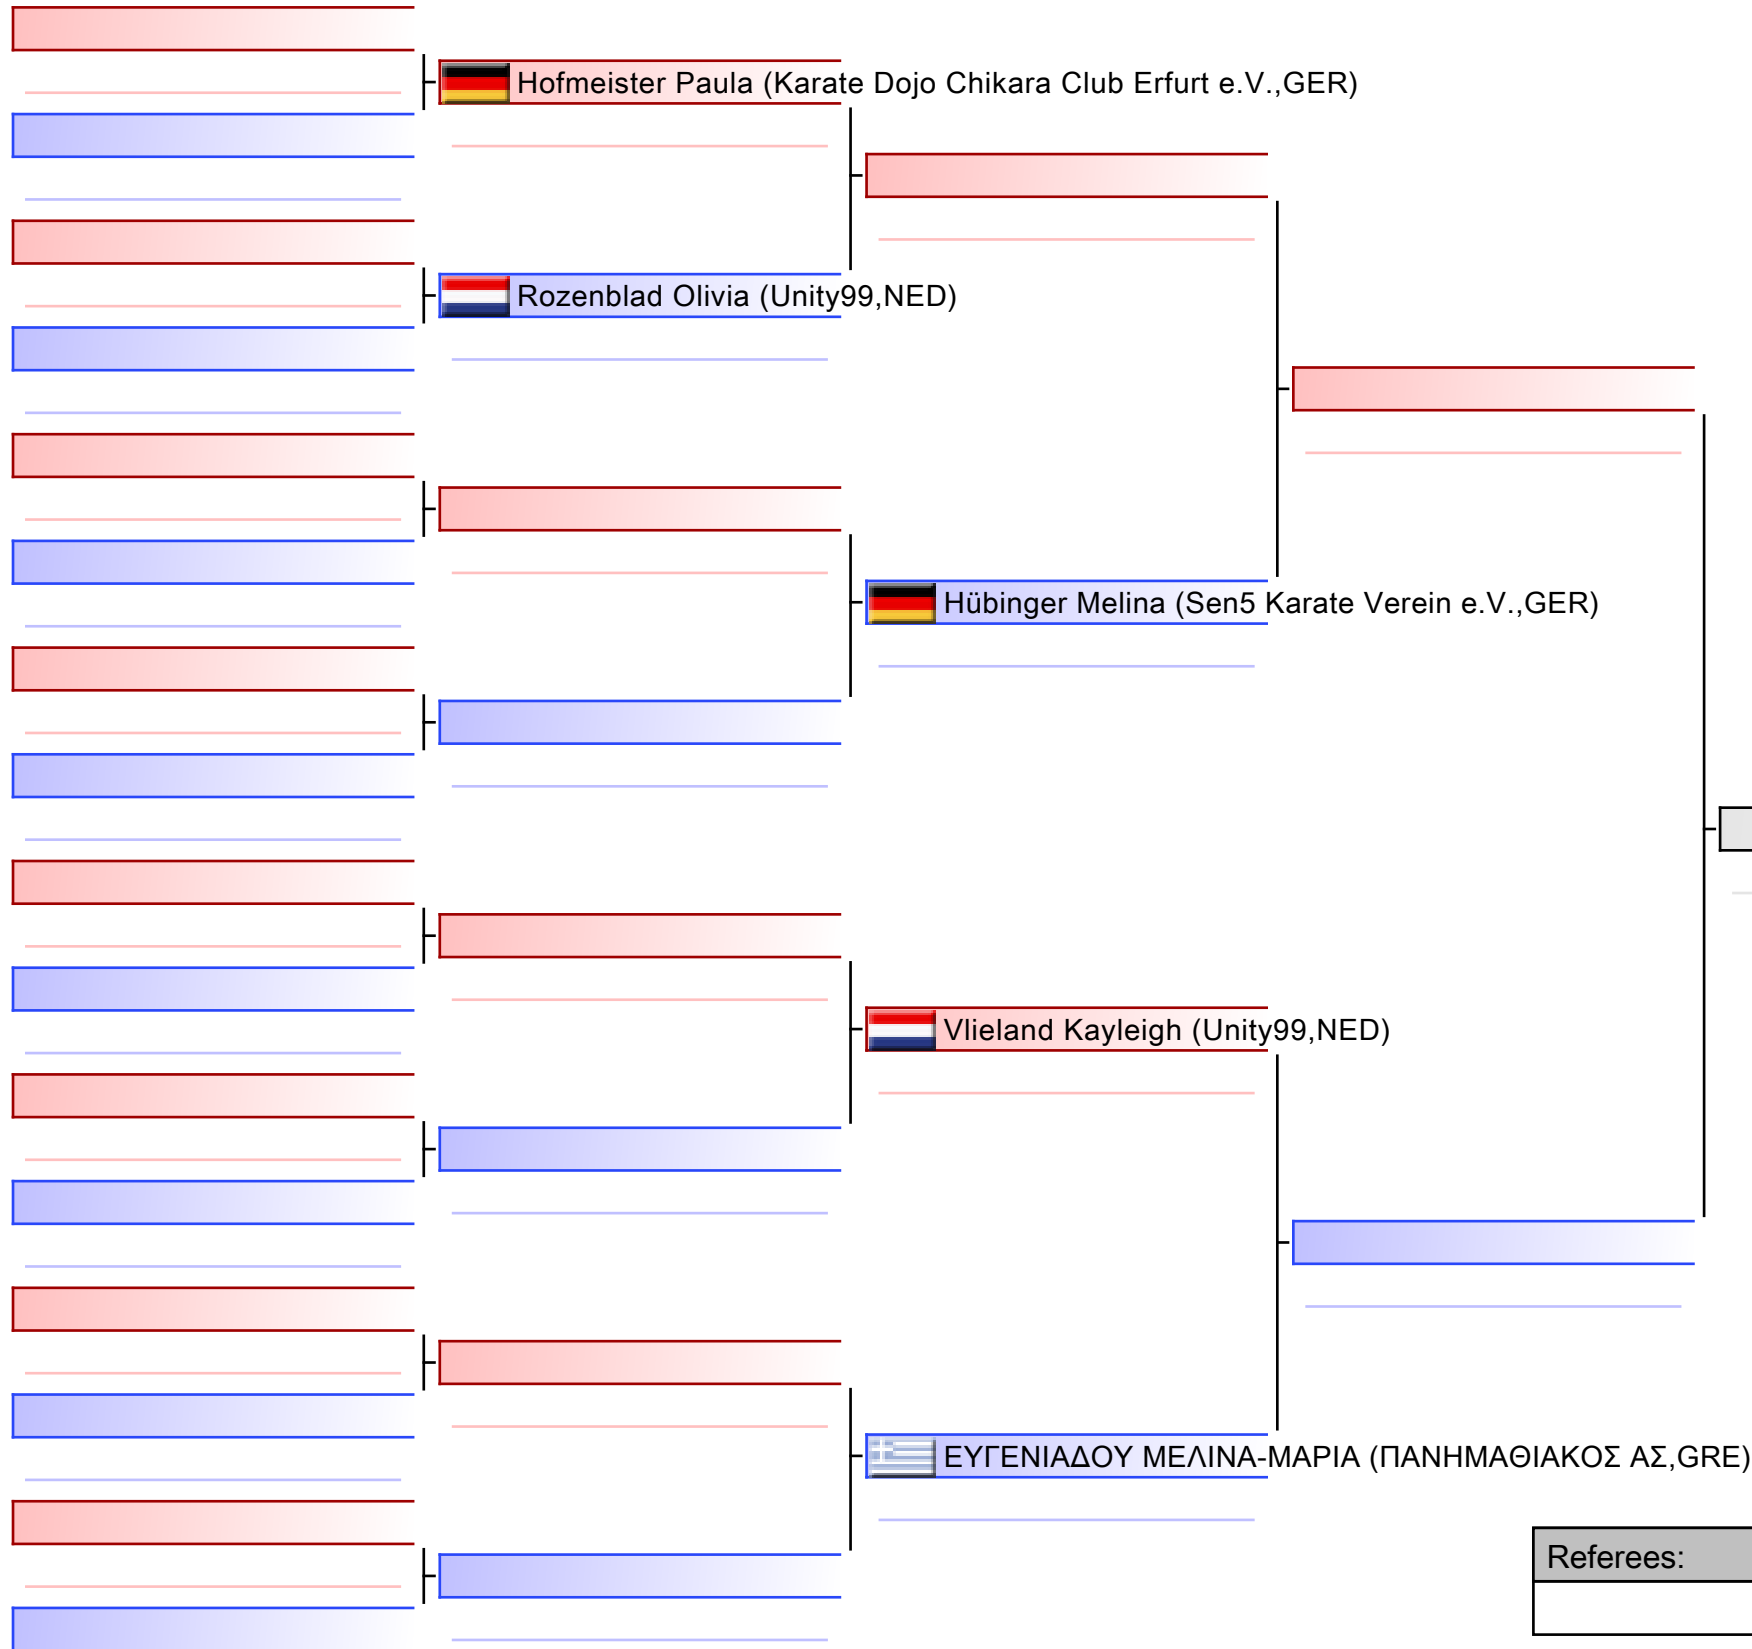 Hofmeister Paula (Karate Dojo Chikara Club Erfurt e.V.,GER)
Rozenblad Olivia (Unity99,NED)
Hübinger Melina (Sen5 Karate Verein e.V.,GER)
Vlieland Kayleigh (Unity99,NED)
ΕΥΓΕΝΙΑΔΟΥ ΜΕΛΙΝΑ-ΜΑΡΙΑ (ΠΑΝΗΜΑΘΙΑΚΟΣ ΑΣ,GRE)
Referees: